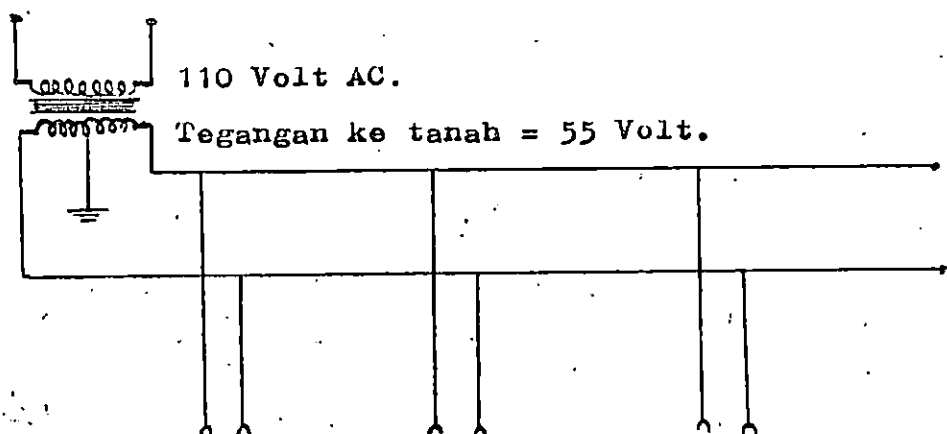 110 Volt AC.
Tegangan ke tanah = 55 Volt.